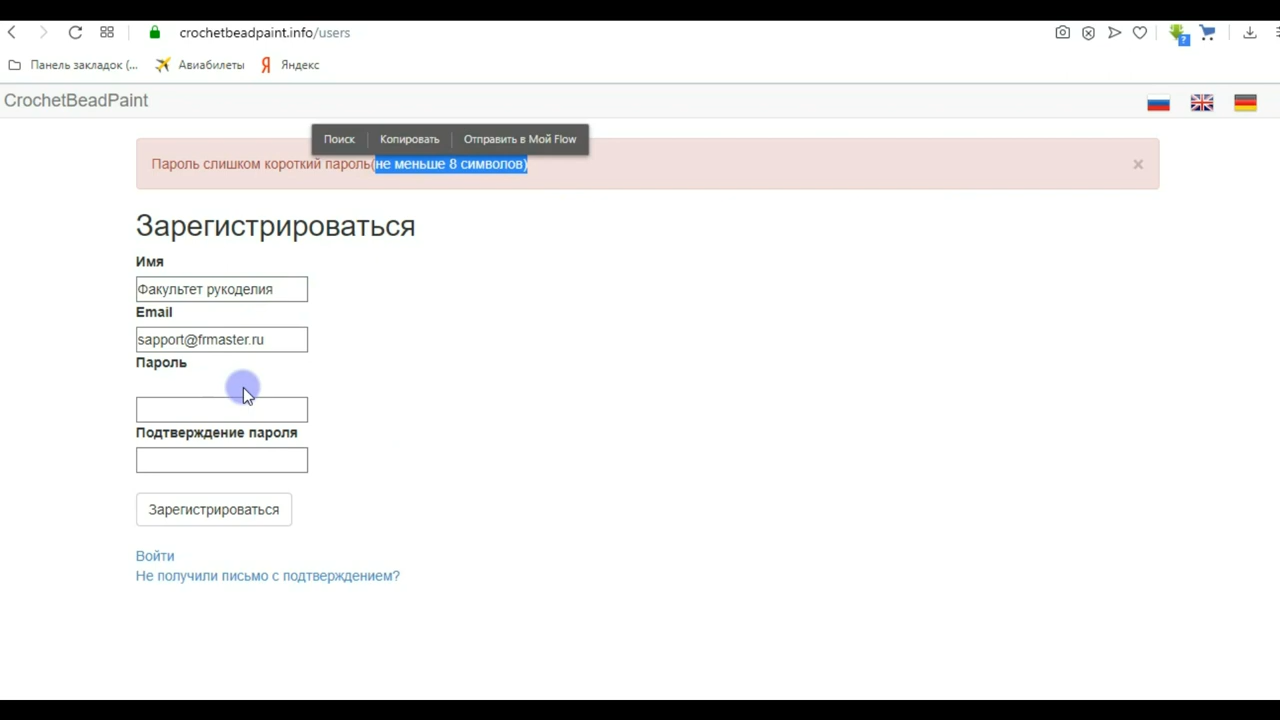 crochetbeadpaint.info/users
Панель закладок (...
Авиабилеты
Я Яндекс
CrochetBeadPaint
Поиск
Копировать
Отправить в Мой Flow
Пароль слишком короткий пароль(не меньше 8 символов)
×
Зарегистрироваться
Имя
Факультет рукоделия
Email
sapport@frmaster.ru
Пароль
Подтверждение пароля
Зарегистрироваться
Войти
Не получили письмо с подтверждением?